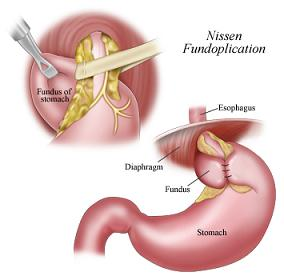 Nissen
Fundoplication
Fundus of
stomach
Esophagus
Diaphragm
Fundus
Stomach